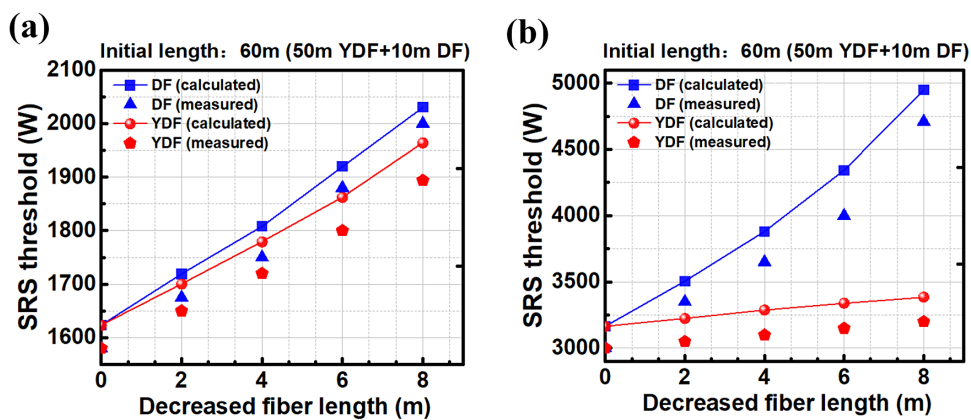 (a)
Initial length：60m (50m YDF+10m DF)
2100
2000
1900
1800
1700
1600
SRS threshold (W)
DF (calculated)
DF (measured)
YDF (calculated)
YDF (measured)
0 2 4 6 8
Decreased fiber length (m)
(b)
Initial length：60m (50m YDF+10m DF)
5000
4500
4000
3500
3000
SRS threshold (W)
DF (calculated)
DF (measured)
YDF (calculated)
YDF (measured)
0 2 4 6 8
Decreased fiber length (m)